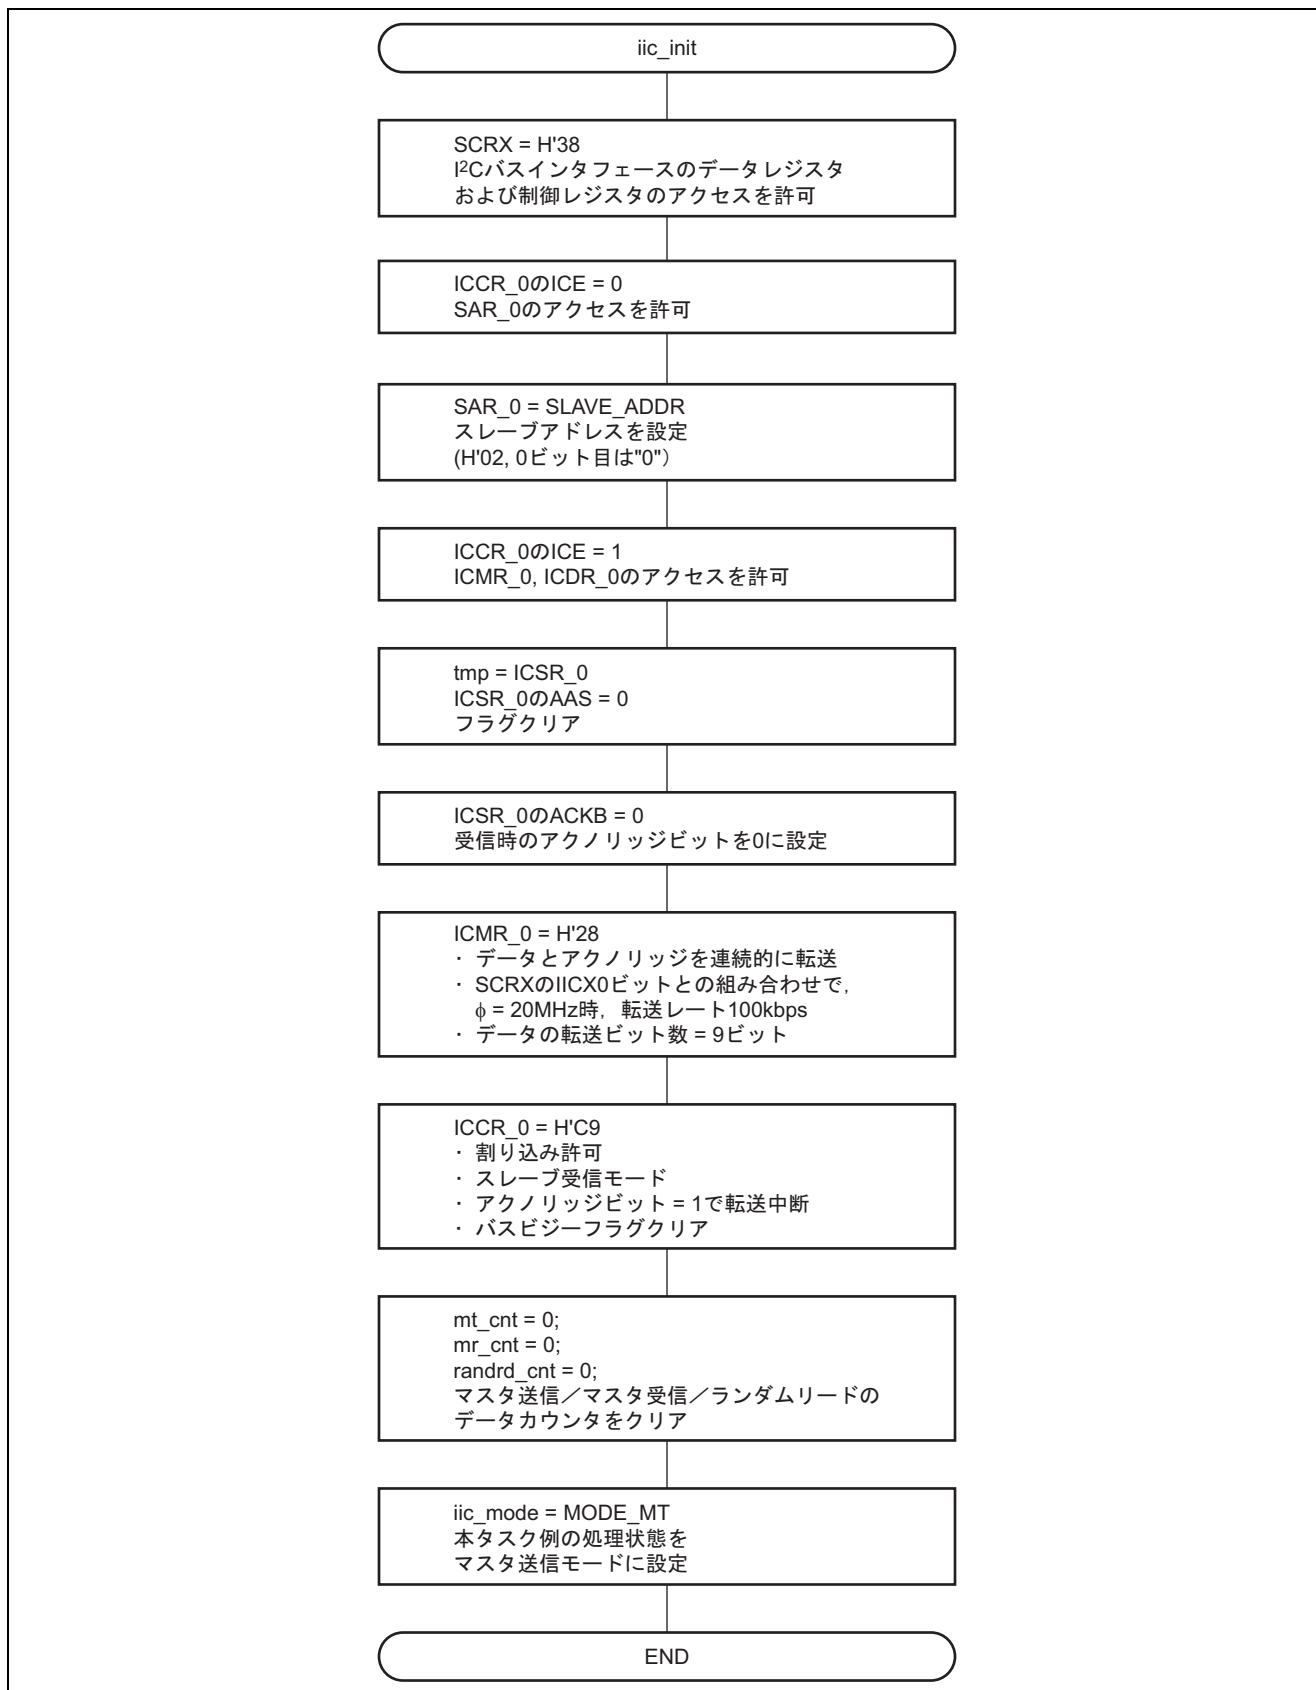 iic_init
SCRX = H'38
I²Cバスインタフェースのデータレジスタ
および制御レジスタのアクセスを許可
ICCR_0のICE = 0
SAR_0のアクセスを許可
SAR_0 = SLAVE_ADDR
スレーブアドレスを設定
(H'02, 0ビット目は"0"）
ICCR_0のICE = 1
ICMR_0, ICDR_0のアクセスを許可
tmp = ICSR_0
ICSR_0のAAS = 0
フラグクリア
ICSR_0のACKB = 0
受信時のアクノリッジビットを0に設定
ICMR_0 = H'28
・ データとアクノリッジを連続的に転送
・ SCRXのIICX0ビットとの組み合わせで，
φ = 20MHz時，転送レート100kbps
・ データの転送ビット数 = 9ビット
ICCR_0 = H'C9
・ 割り込み許可
・ スレーブ受信モード
・ アクノリッジビット = 1で転送中断
・ バスビジーフラグクリア
mt_cnt = 0;
mr_cnt = 0;
randrd_cnt = 0;
マスタ送信／マスタ受信／ランダムリードの
データカウンタをクリア
iic_mode = MODE_MT
本タスク例の処理状態を
マスタ送信モードに設定
END